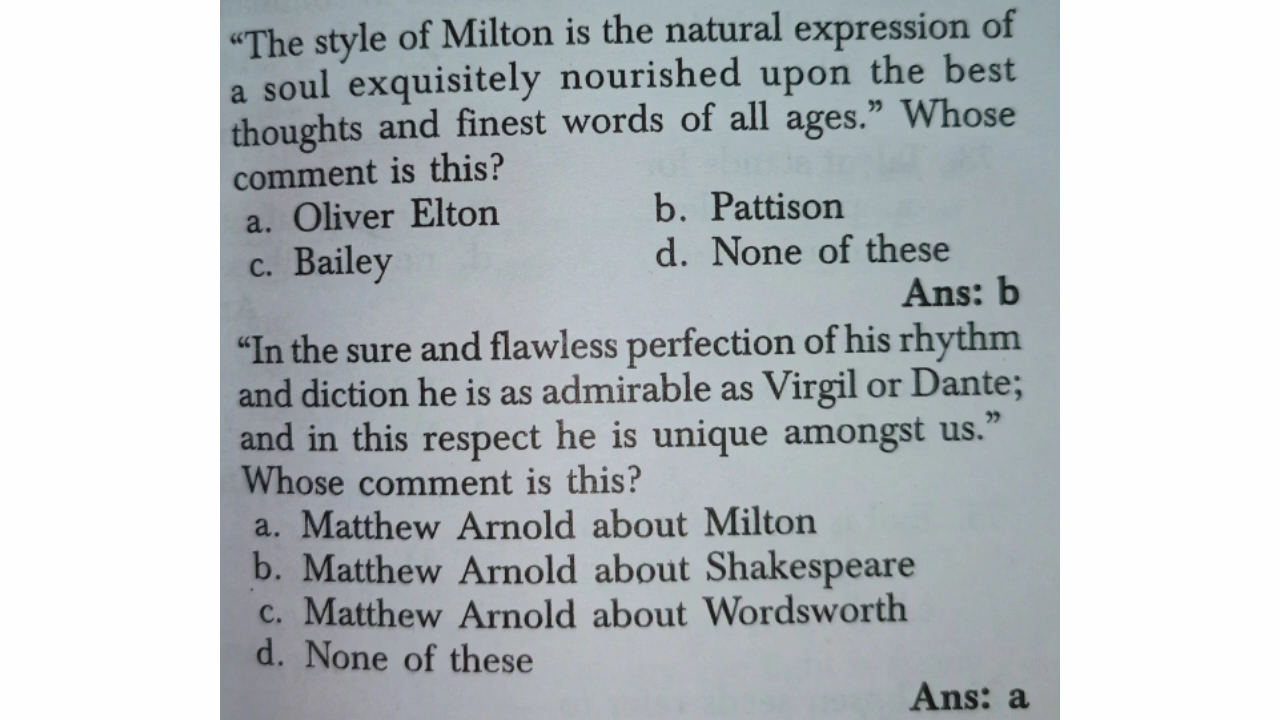 “The style of Milton is the natural expression of
a soul exquisitely nourished upon the best
thoughts and finest words of all ages.” Whose
comment is this?
a. Oliver Elton b. Pattison
c. Bailey d. None of these
Ans: b
“In the sure and flawless perfection of his rhythm
and diction he is as admirable as Virgil or Dante;
and in this respect he is unique amongst us.”
Whose comment is this?
a. Matthew Arnold about Milton
b. Matthew Arnold about Shakespeare
c. Matthew Arnold about Wordsworth
d. None of these
Ans: a